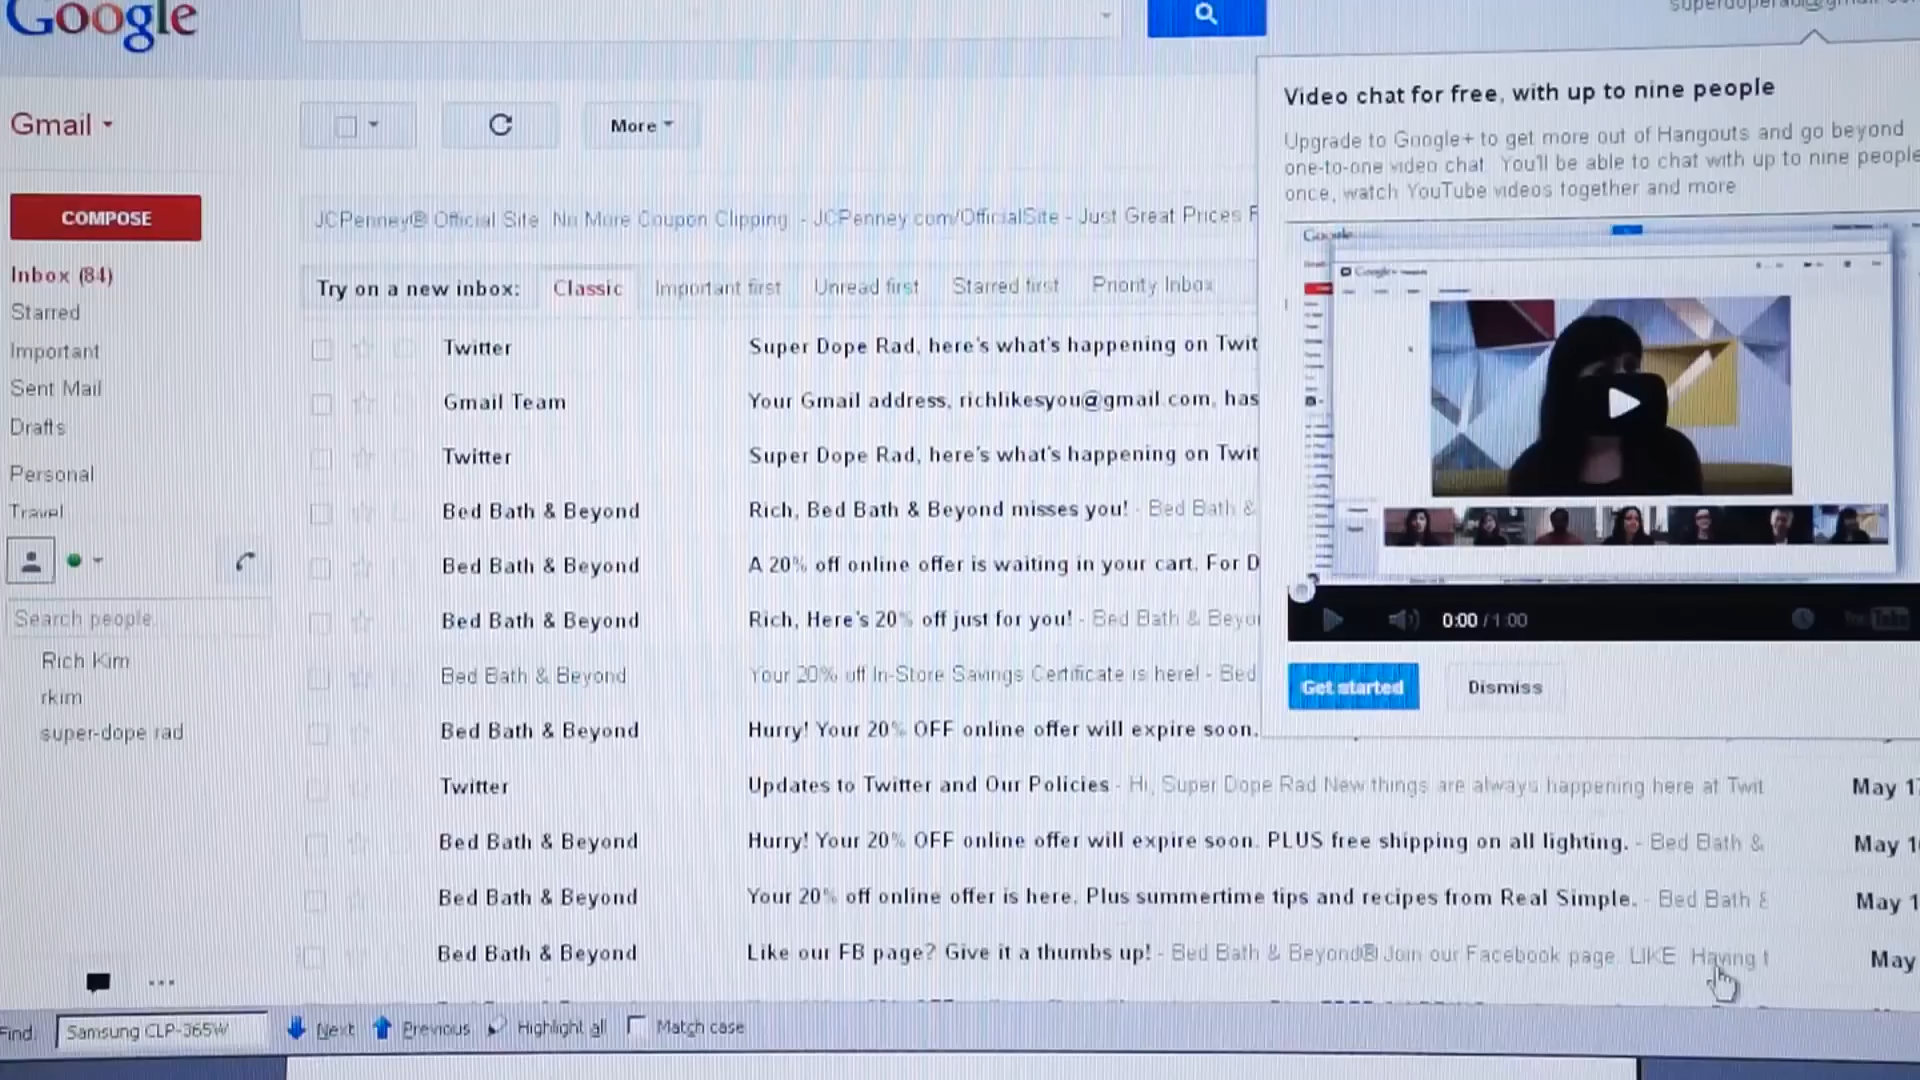 Google
Gmail
More
COMPOSE
Inbox (84)
Starred
Important
Sent Mail
Drafts
Personal
Travel
Search people.
Rich Kim
rkim
super-dope rad
JCPenney® Official Site No More Coupon Clipping - JCPenney.com/OfficialSite - Just Great Prices
Try on a new inbox: Classic Important first Unread first Starred first Priority Inbox
Twitter Super Dope Rad, here's what's happening on Twit
Gmail Team Your Gmail address, richlikesyou@gmail.com, has
Twitter Super Dope Rad, here's what's happening on Twit
Bed Bath & Beyond Rich, Bed Bath & Beyond misses you! - Bed Bath &
Bed Bath & Beyond A 20% off online offer is waiting in your cart. For D
Bed Bath & Beyond Rich, Here's 20% off just for you! - Bed Bath & Beyo
Bed Bath & Beyond Your 20% off In-Store Savings Certificate is here! - Bed
Bed Bath & Beyond Hurry! Your 20% OFF online offer will expire soon.
Twitter Updates to Twitter and Our Policies - Hi, Super Dope Rad New things are always happening here at Twit May 1
Bed Bath & Beyond Hurry! Your 20% OFF online offer will expire soon. PLUS free shipping on all lighting. - Bed Bath & May 1
Bed Bath & Beyond Your 20% off online offer is here. Plus summertime tips and recipes from Real Simple. - Bed Bath & May 1
Bed Bath & Beyond Like our FB page? Give it a thumbs up! - Bed Bath & Beyond® Join our Facebook page LIKE Having t May
Video chat for free, with up to nine people
Upgrade to Google+ to get more out of Hangouts and go beyond
one-to-one video chat. You'll be able to chat with up to nine people
once, watch YouTube videos together and more
Google
Google+
0:00 / 1:00
YouTube
Get started Dismiss
Find: Samsung CLP-365W Next Previous Highlight all Match case